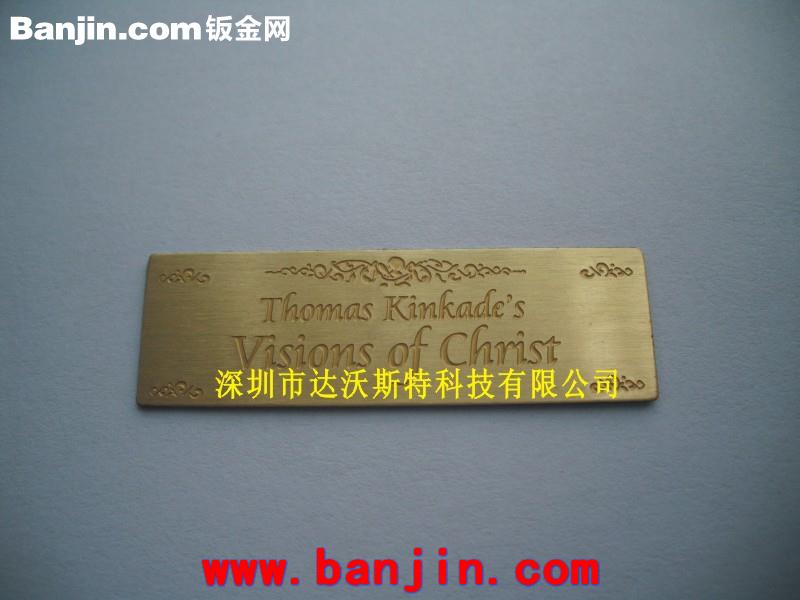 Banjin.com钣金网
Thomas Kinkade's
Visions of Christ
深圳市达沃斯特科技有限公司
www.banjin.com